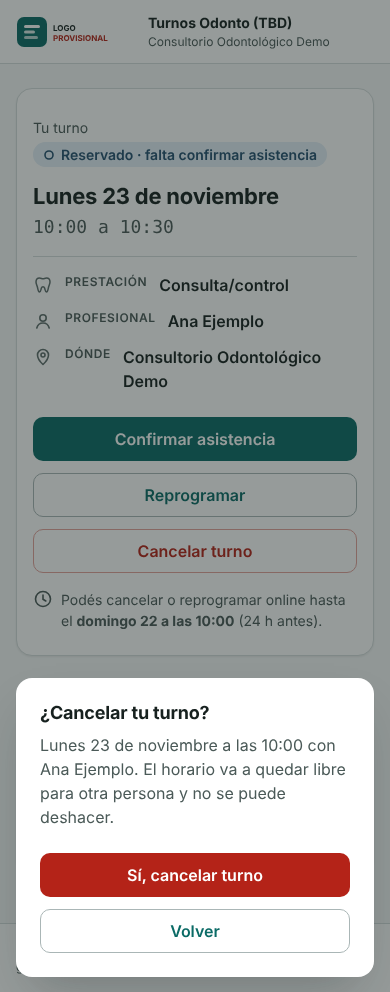 LOGO
PROVISIONAL
Turnos Odonto (TBD)
Consultorio Odontológico Demo
Tu turno
Reservado · falta confirmar asistencia
Lunes 23 de noviembre
10:00 a 10:30
PRESTACIÓN Consulta/control
PROFESIONAL Ana Ejemplo
DÓNDE Consultorio Odontológico
Demo
Confirmar asistencia
Reprogramar
Cancelar turno
Podés cancelar o reprogramar online hasta
el domingo 22 a las 10:00 (24 h antes).
¿Cancelar tu turno?
Lunes 23 de noviembre a las 10:00 con
Ana Ejemplo. El horario va a quedar libre
para otra persona y no se puede
deshacer.
Sí, cancelar turno
Volver